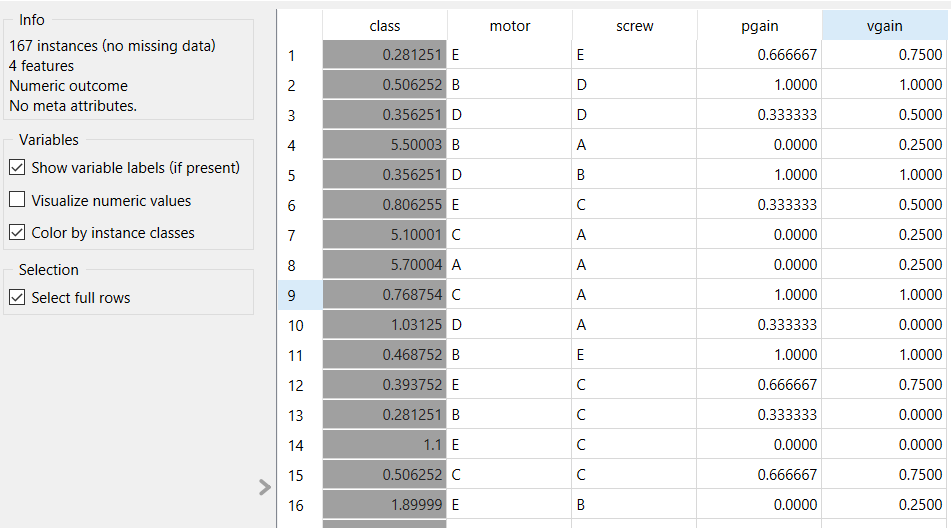 Info
167 instances (no missing data)
4 features
Numeric outcome
No meta attributes.
Variables
Show variable labels (if present)
Visualize numeric values
Color by instance classes
Selection
Select full rows
class motor screw pgain vgain
1 0.281251 E E 0.666667 0.7500
2 0.506252 B D 1.0000 1.0000
3 0.356251 D D 0.333333 0.5000
4 5.50003 B A 0.0000 0.2500
5 0.356251 D B 1.0000 1.0000
6 0.806255 E C 0.333333 0.5000
7 5.10001 C A 0.0000 0.2500
8 5.70004 A A 0.0000 0.2500
9 0.768754 C A 1.0000 1.0000
10 1.03125 D A 0.333333 0.0000
11 0.468752 B E 1.0000 1.0000
12 0.393752 E C 0.666667 0.7500
13 0.281251 B C 0.333333 0.0000
14 1.1 E C 0.0000 0.0000
15 0.506252 C C 0.666667 0.7500
16 1.89999 E B 0.0000 0.2500